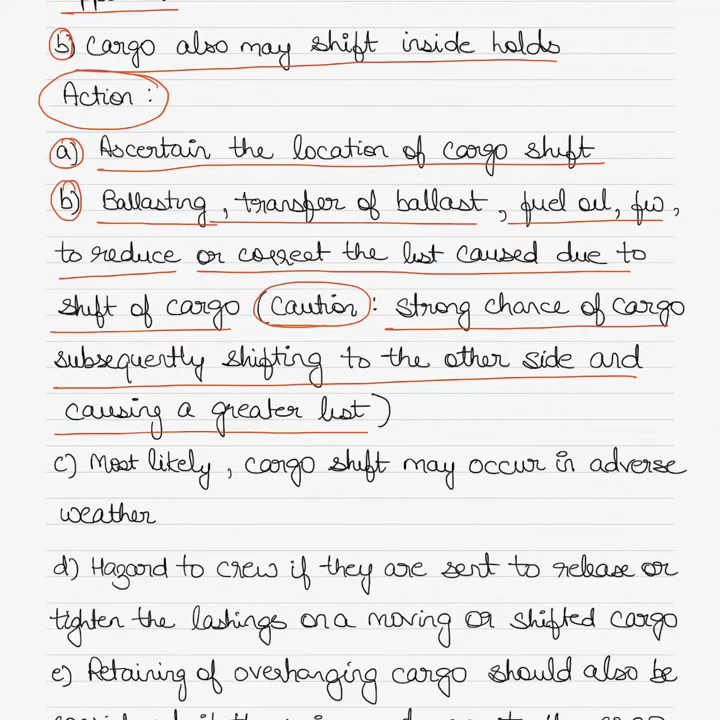 b) Cargo also may shift inside holds
Action :
a) Ascertain the location of cargo shift
b) Ballasting, transfer of ballast, fuel oil, fw,
to reduce or correct the list caused due to
shift of cargo (Caution: strong chance of cargo
subsequently shifting to the other side and
causing a greater list)
c) Most likely, cargo shift may occur in adverse
weather
d) Hazard to crew if they are sent to release or
tighten the lashings on a moving or shifted cargo
e) Retaining of overhanging cargo should also be